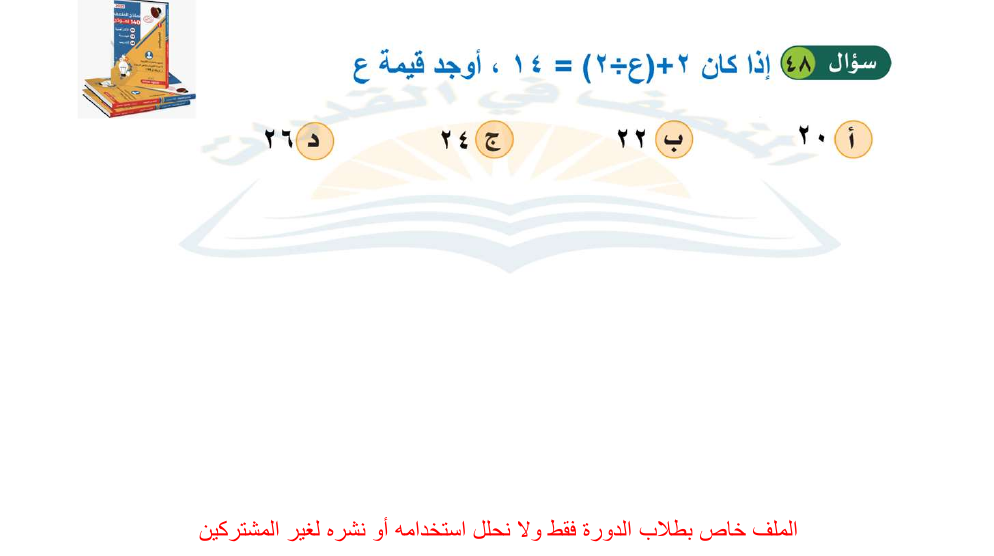 سؤال ٤٨ إذا كان ٢+(ع÷٢) = ١٤ ، أوجد قيمة ع
أ ٢٠ ب ٢٢ ج ٢٤ د ٢٦
الملف خاص بطلاب الدورة فقط ولا نحلل استخدامه أو نشره لغير المشتركين